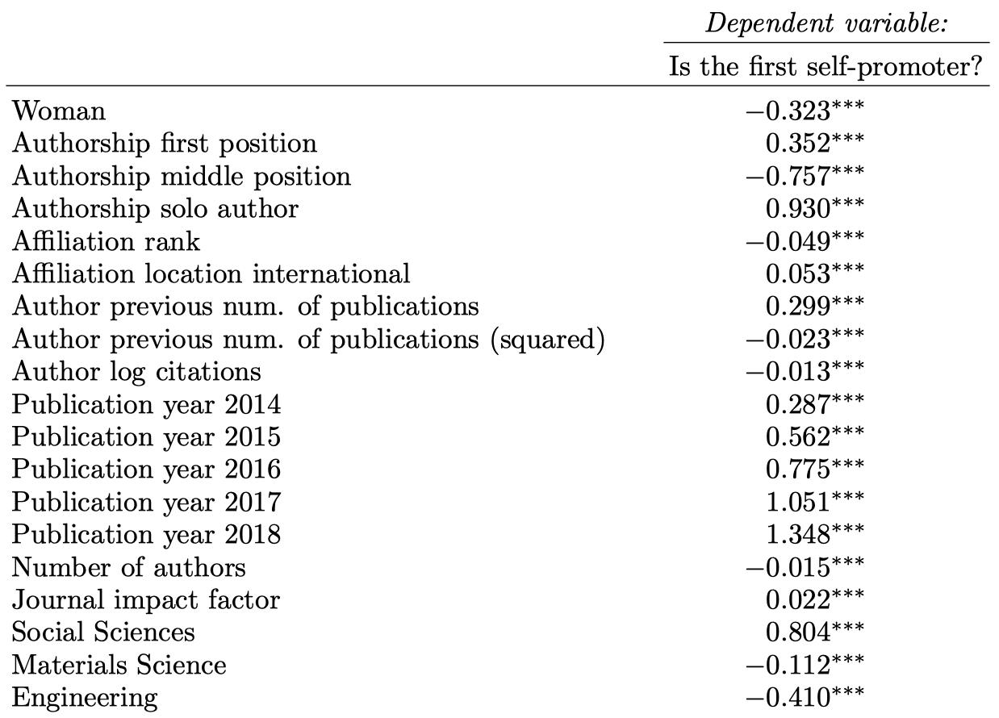 Dependent variable:
Is the first self-promoter?
Woman −0.323***
Authorship first position 0.352***
Authorship middle position −0.757***
Authorship solo author 0.930***
Affiliation rank −0.049***
Affiliation location international 0.053***
Author previous num. of publications 0.299***
Author previous num. of publications (squared) −0.023***
Author log citations −0.013***
Publication year 2014 0.287***
Publication year 2015 0.562***
Publication year 2016 0.775***
Publication year 2017 1.051***
Publication year 2018 1.348***
Number of authors −0.015***
Journal impact factor 0.022***
Social Sciences 0.804***
Materials Science −0.112***
Engineering −0.410***